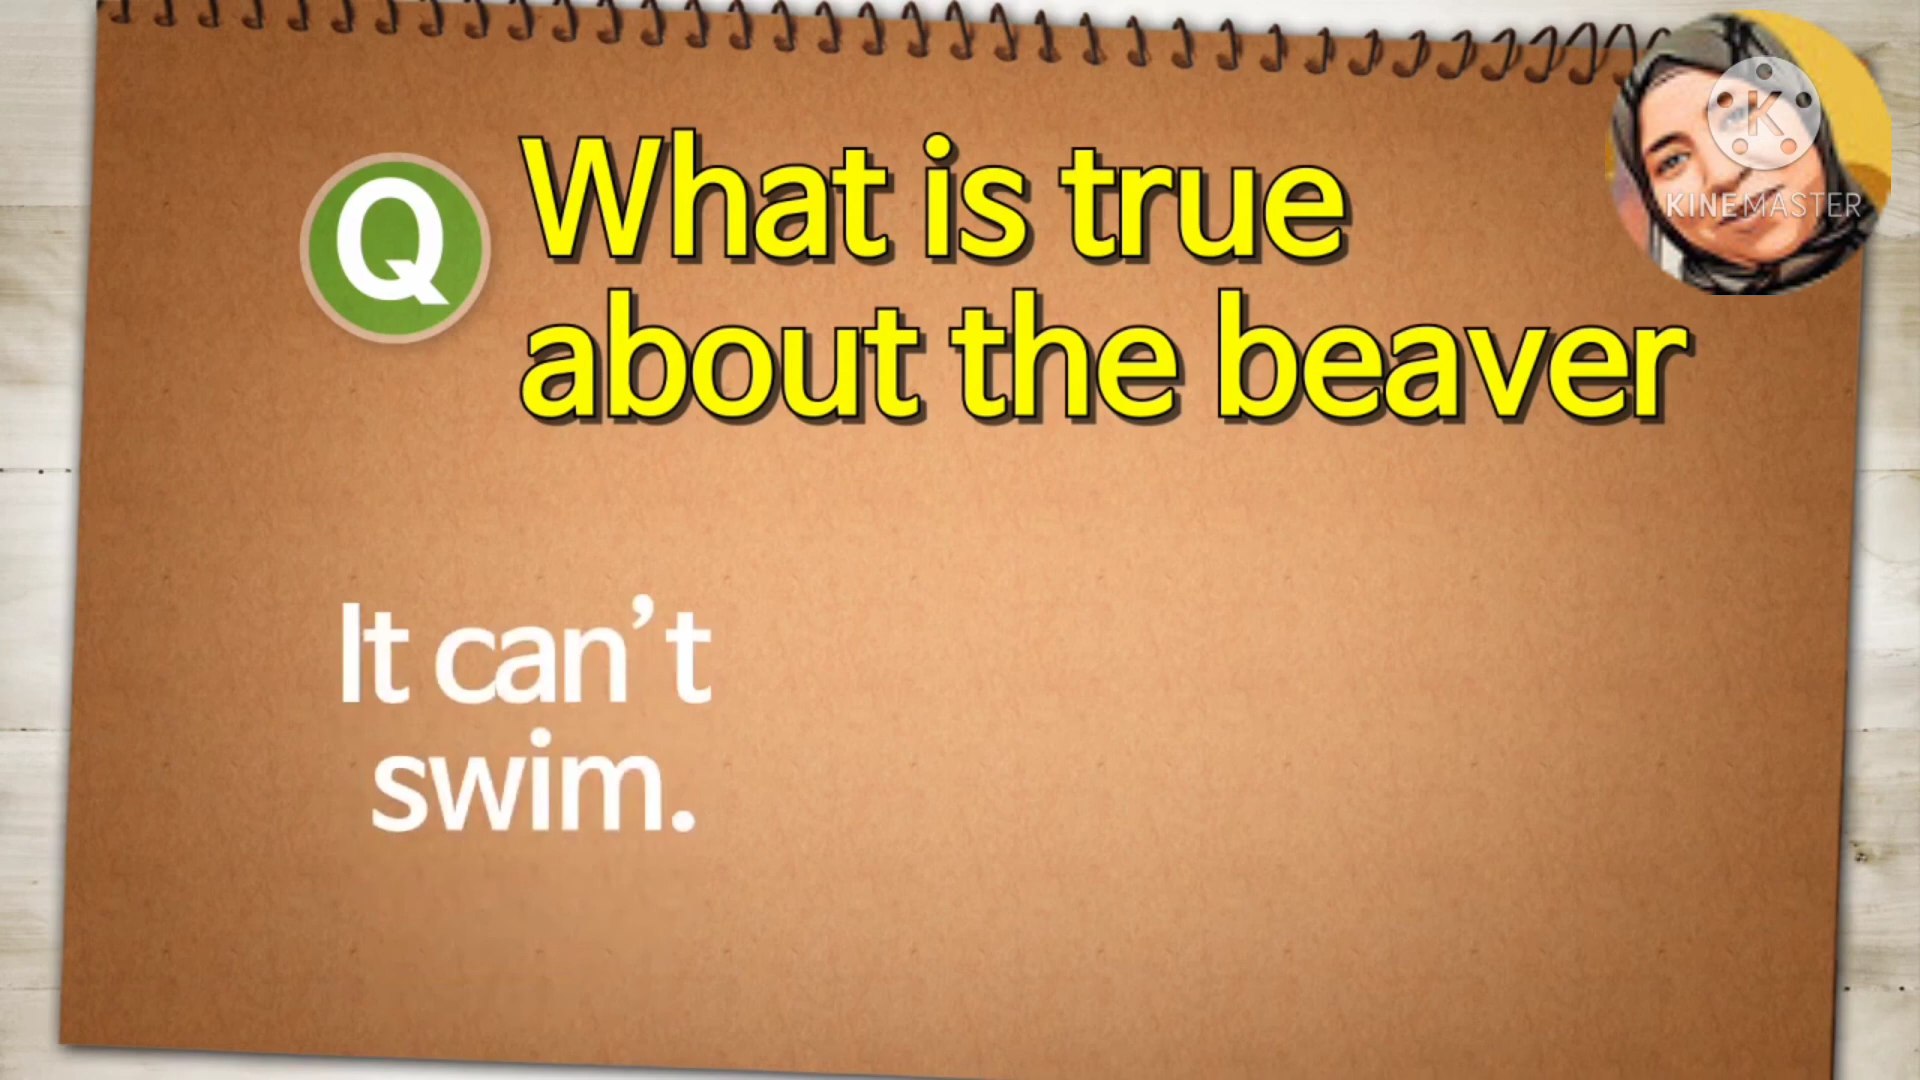 Q
What is true
about the beaver
It can’t
swim.
K
KINEMASTER